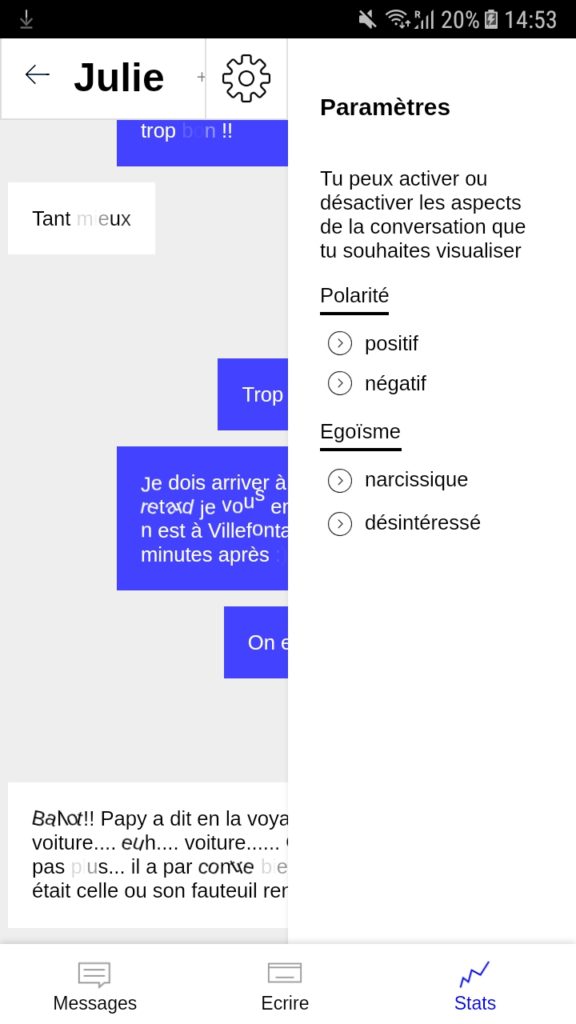 R 20% 14:53
Julie +
trop bon !!
Tant m eux
Trop
Je dois arriver à
retard je vous en
n est à Villefonta
minutes après :
On e
Ballot!! Papy a dit en la voya
voiture.... euh.... voiture......
pas plus... il a par contre bie
était celle ou son fauteuil ren
Paramètres
Tu peux activer ou
désactiver les aspects
de la conversation que
tu souhaites visualiser
Polarité
positif
négatif
Egoïsme
narcissique
désintéressé
Messages Ecrire Stats